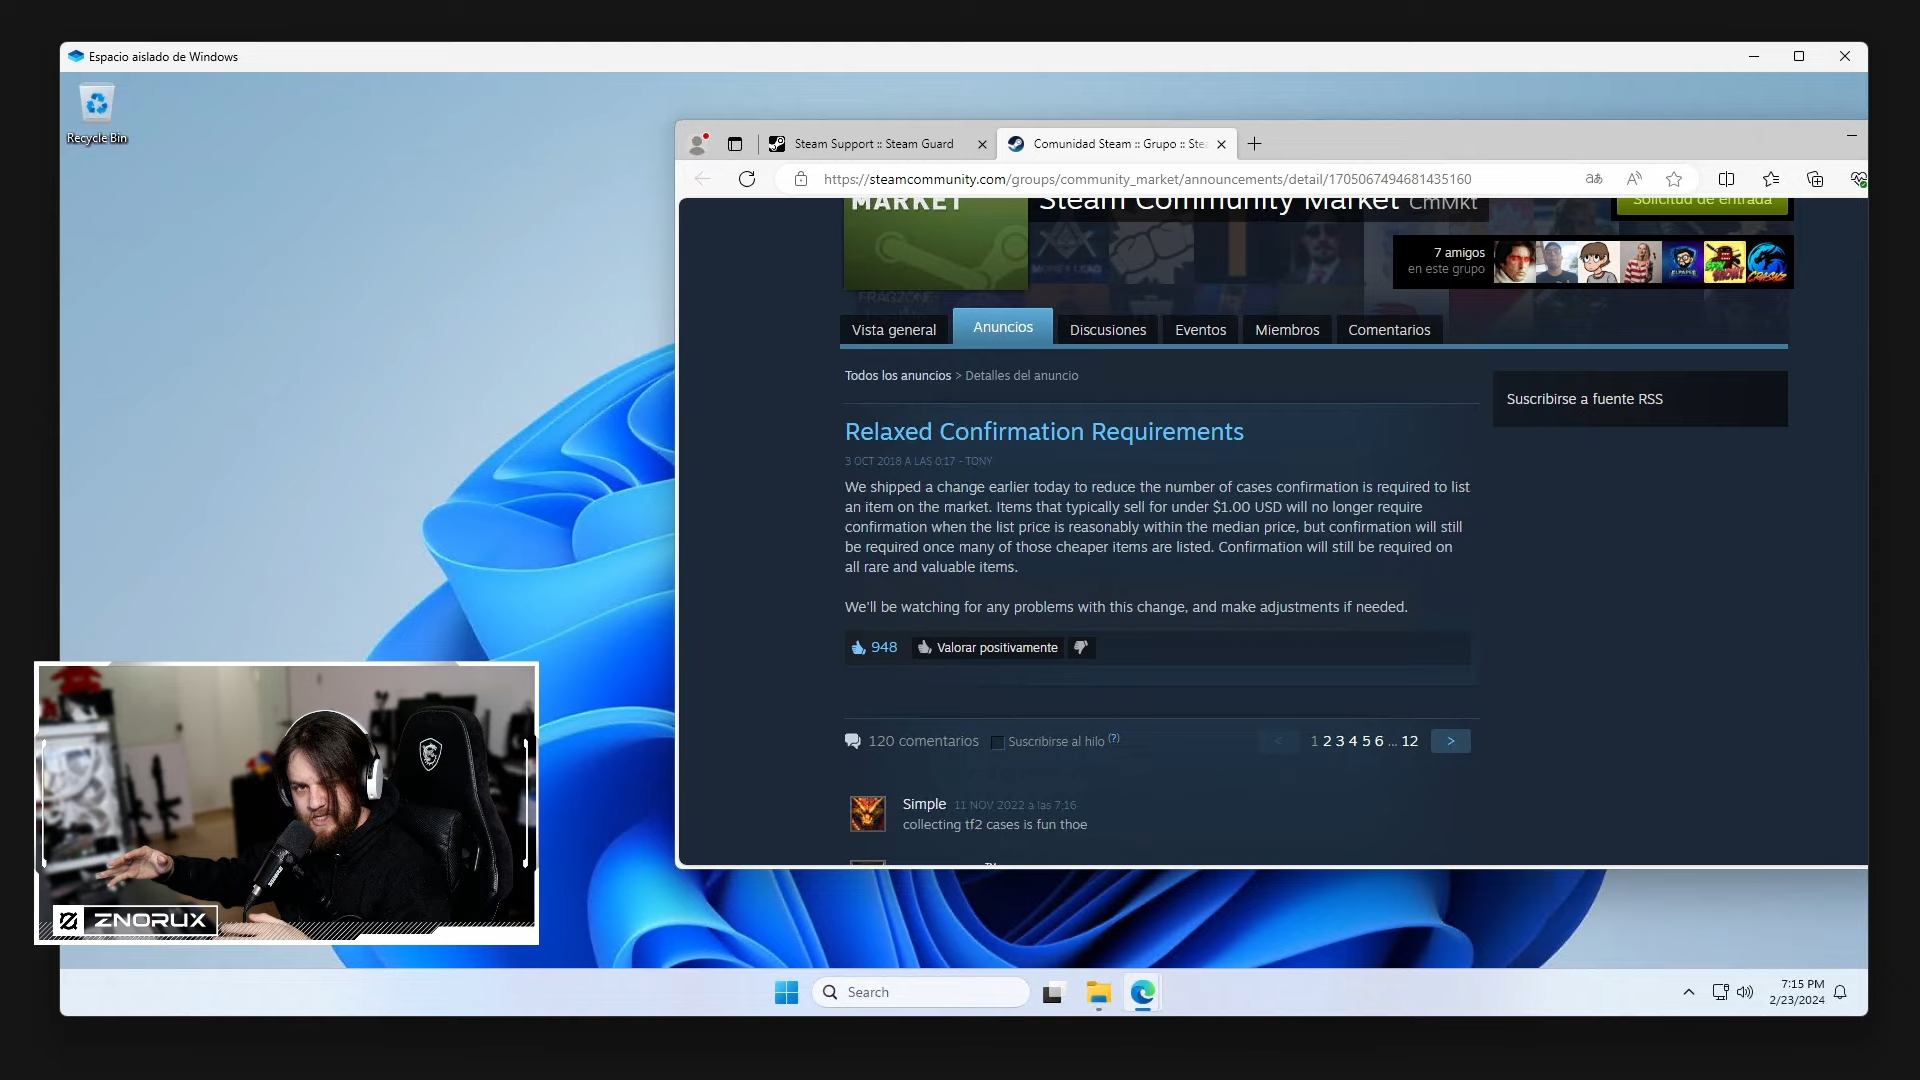 Espacio aislado de Windows
Recycle Bin
Steam Support :: Steam Guard
Comunidad Steam :: Grupo :: Ste
https://steamcommunity.com/groups/community_market/announcements/detail/1705067494681435160
MARKET
Steam Community Market CmMkt
Solicitud de entrada
7 amigos
en este grupo
Vista general
Anuncios
Discusiones
Eventos
Miembros
Comentarios
Todos los anuncios > Detalles del anuncio
Suscribirse a fuente RSS
Relaxed Confirmation Requirements
3 OCT 2018 A LAS 0:17 - TONY
We shipped a change earlier today to reduce the number of cases confirmation is required to list
an item on the market. Items that typically sell for under $1.00 USD will no longer require
confirmation when the list price is reasonably within the median price, but confirmation will still
be required once many of those cheaper items are listed. Confirmation will still be required on
all rare and valuable items.
We'll be watching for any problems with this change, and make adjustments if needed.
948
Valorar positivamente
120 comentarios
Suscribirse al hilo (?)
< 1 2 3 4 5 6 ... 12 >
Simple 11 NOV 2022 a las 7:16
collecting tf2 cases is fun thoe
ZNORUX
Search
7:15 PM
2/23/2024